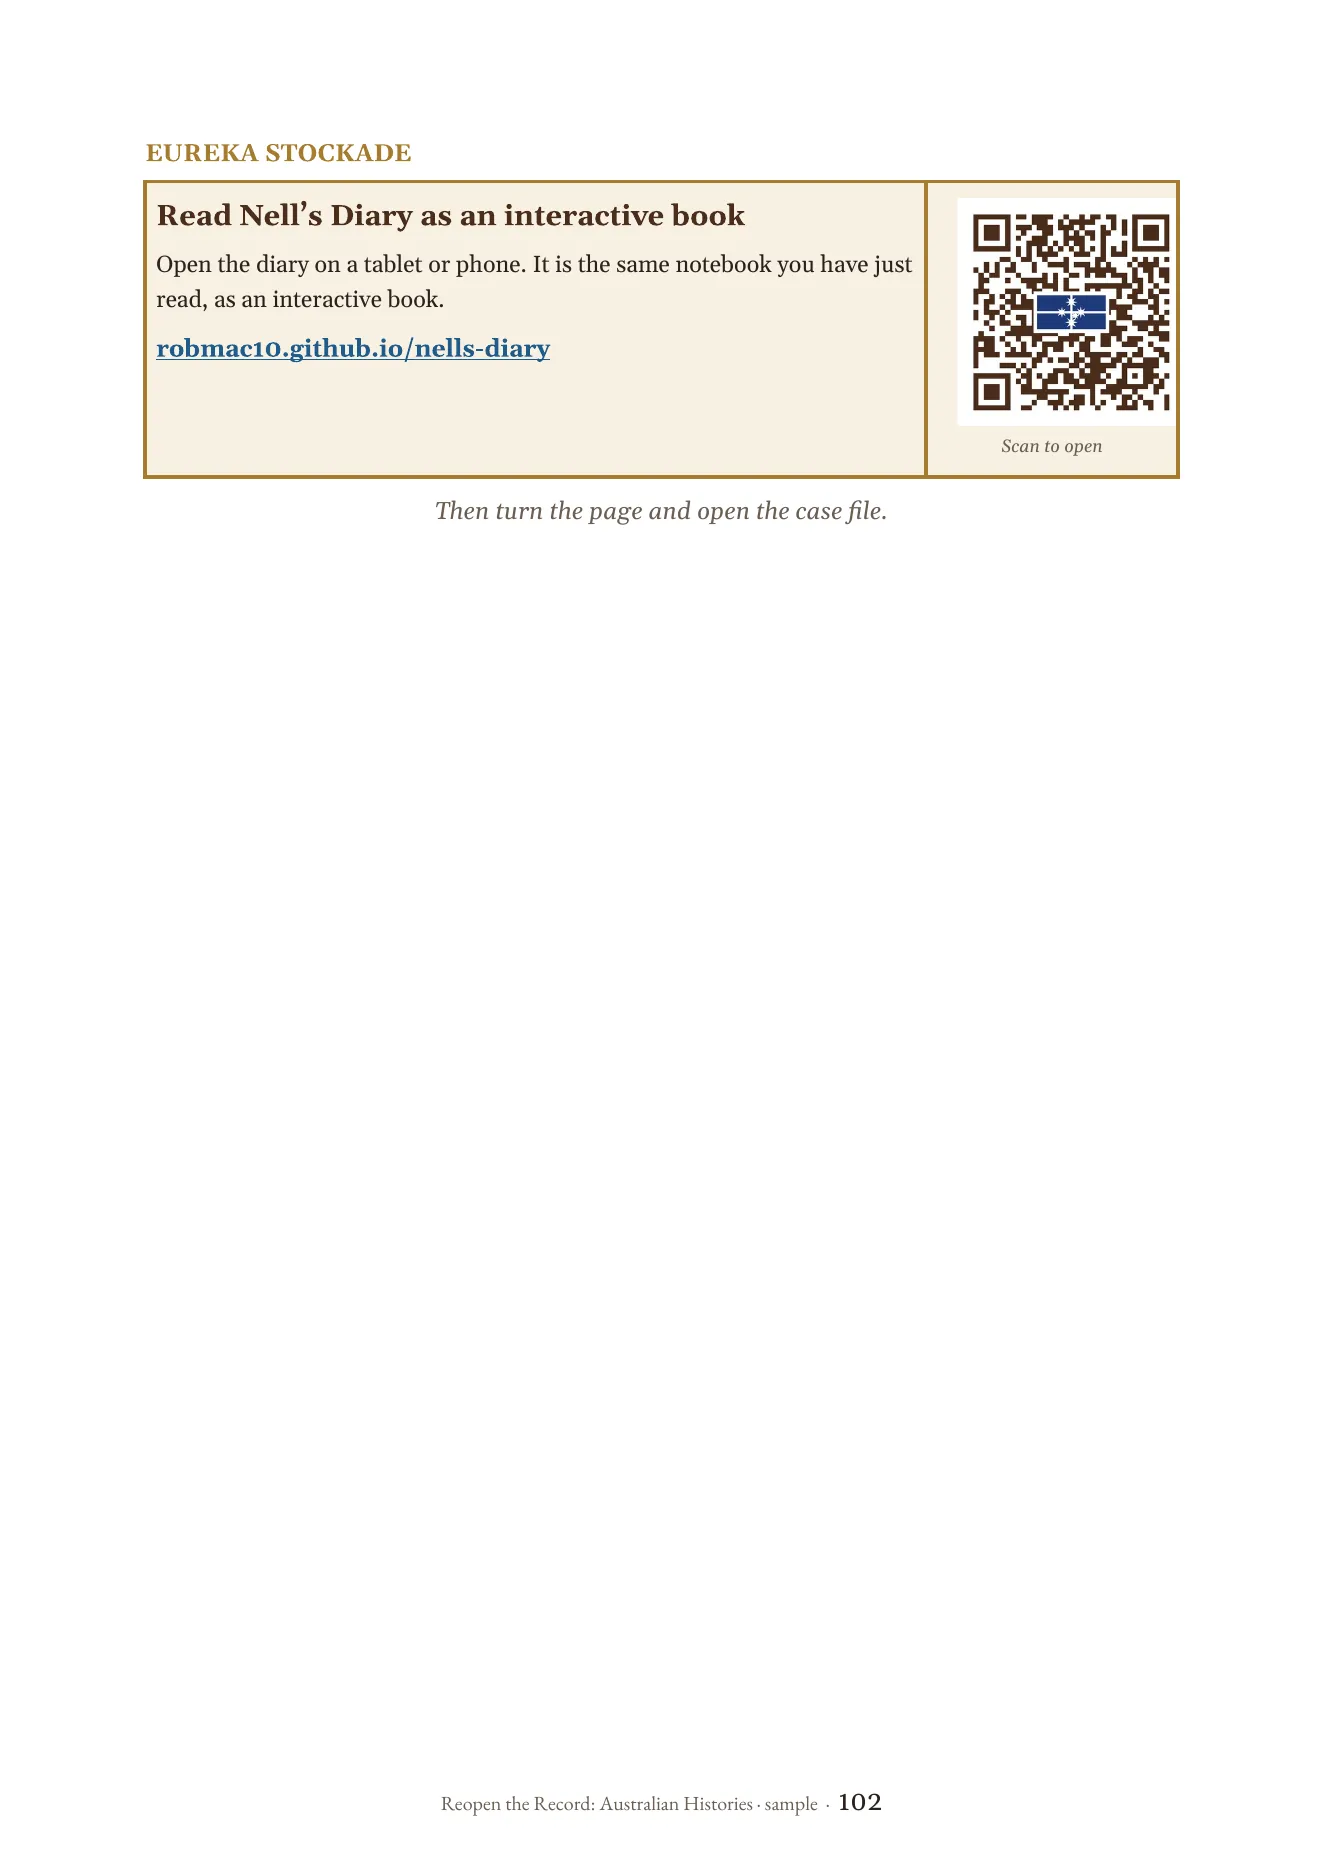 EUREKA STOCKADE
Read Nell’s Diary as an interactive book
Open the diary on a tablet or phone. It is the same notebook you have just
read, as an interactive book.
robmac10.github.io/nells-diary
Scan to open
Then turn the page and open the case file.
Reopen the Record: Australian Histories · sample · 102